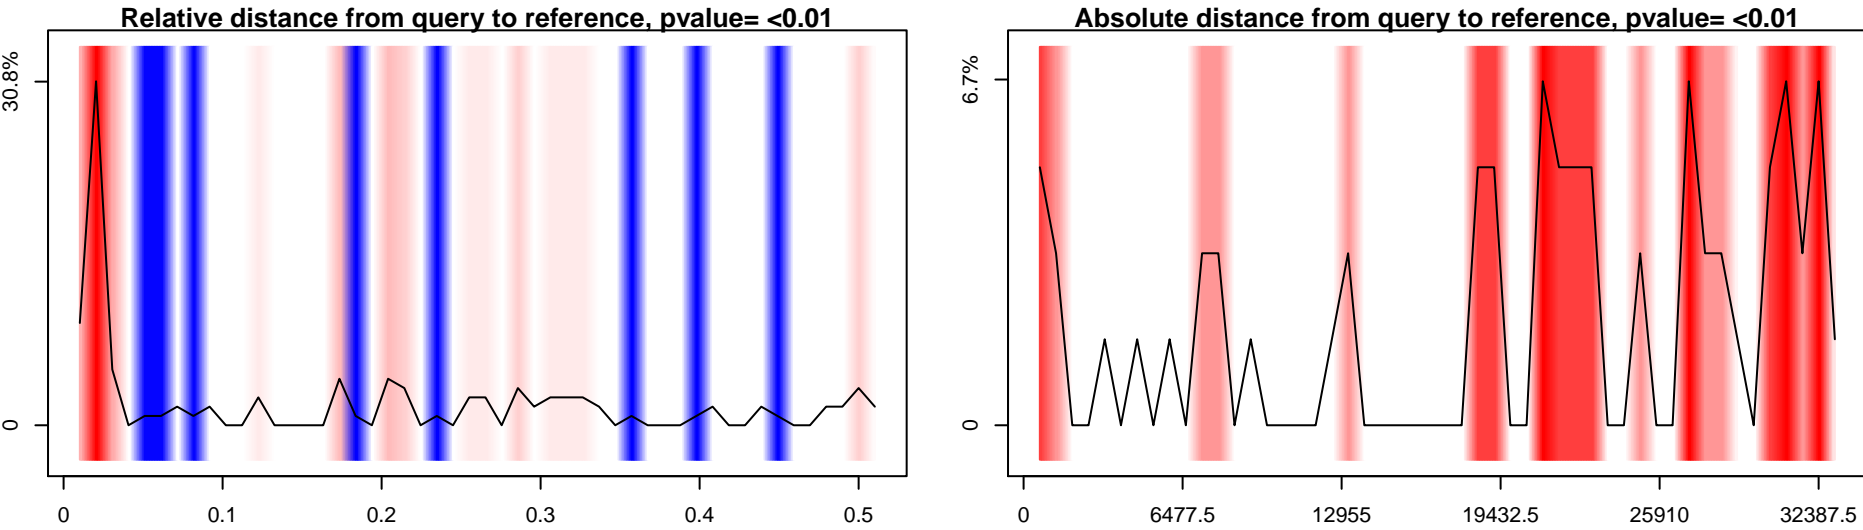 Relative distance from query to reference, pvalue= <0.01
30.8%
0
0 0.1 0.2 0.3 0.4 0.5
Absolute distance from query to reference, pvalue= <0.01
6.7%
0
0 6477.5 12955 19432.5 25910 32387.5